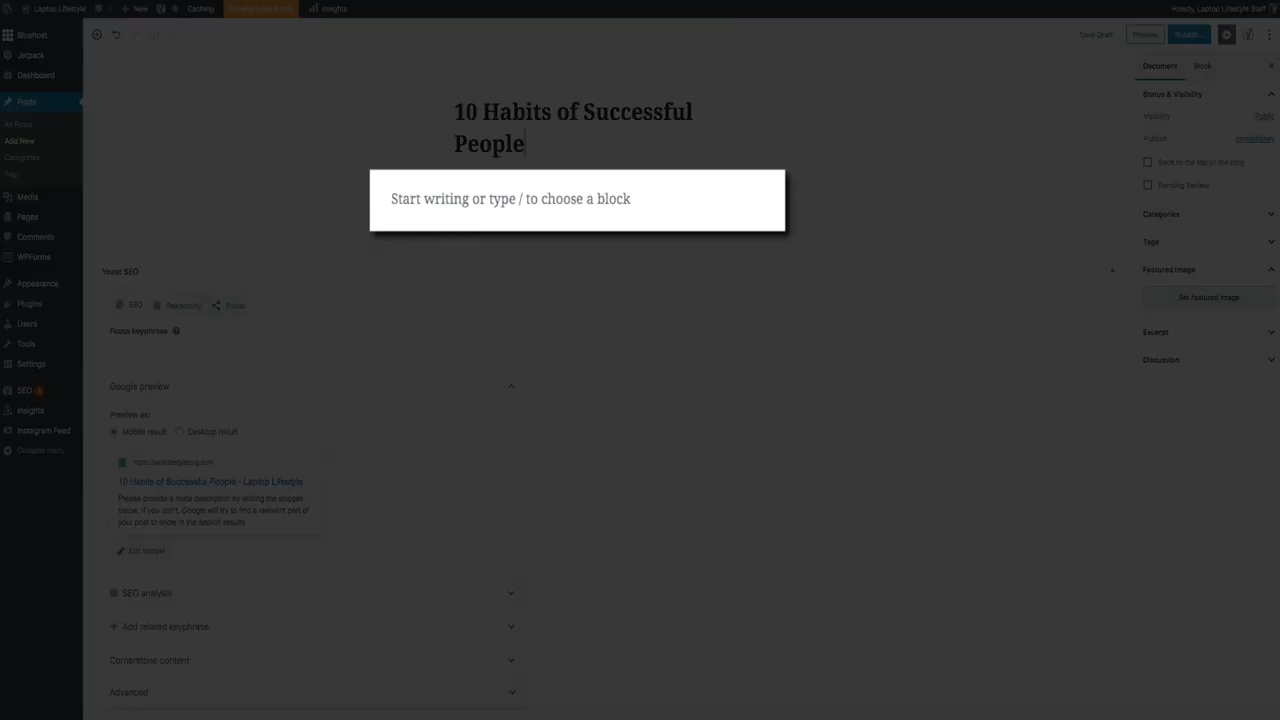 Laptop Lifestyle
New
Caching
Insights
Howdy, Laptop Lifestyle Staff
Bluehost
Jetpack
Dashboard
Posts
All Posts
Add New
Categories
Tags
Media
Pages
Comments
WPForms
Appearance
Plugins
Users
Tools
Settings
SEO
Insights
Instagram Feed
Collapse menu
Save Draft
Preview
Publish...
10 Habits of Successful
People
Start writing or type / to choose a block
Yoast SEO
SEO
Readability
Social
Focus keyphrase
Google preview
Preview as:
Mobile result
Desktop result
10 Habits of Successful People - Laptop Lifestyle
Please provide a meta description by editing the snippet
below. If you don't, Google will try to find a relevant part of
your post to show in the search results.
Edit snippet
SEO analysis
Add related keyphrase
Cornerstone content
Advanced
Document
Block
Status & Visibility
Visibility
Public
Publish
Immediately
Stick to the top of the blog
Pending Review
Categories
Tags
Featured Image
Set featured image
Excerpt
Discussion